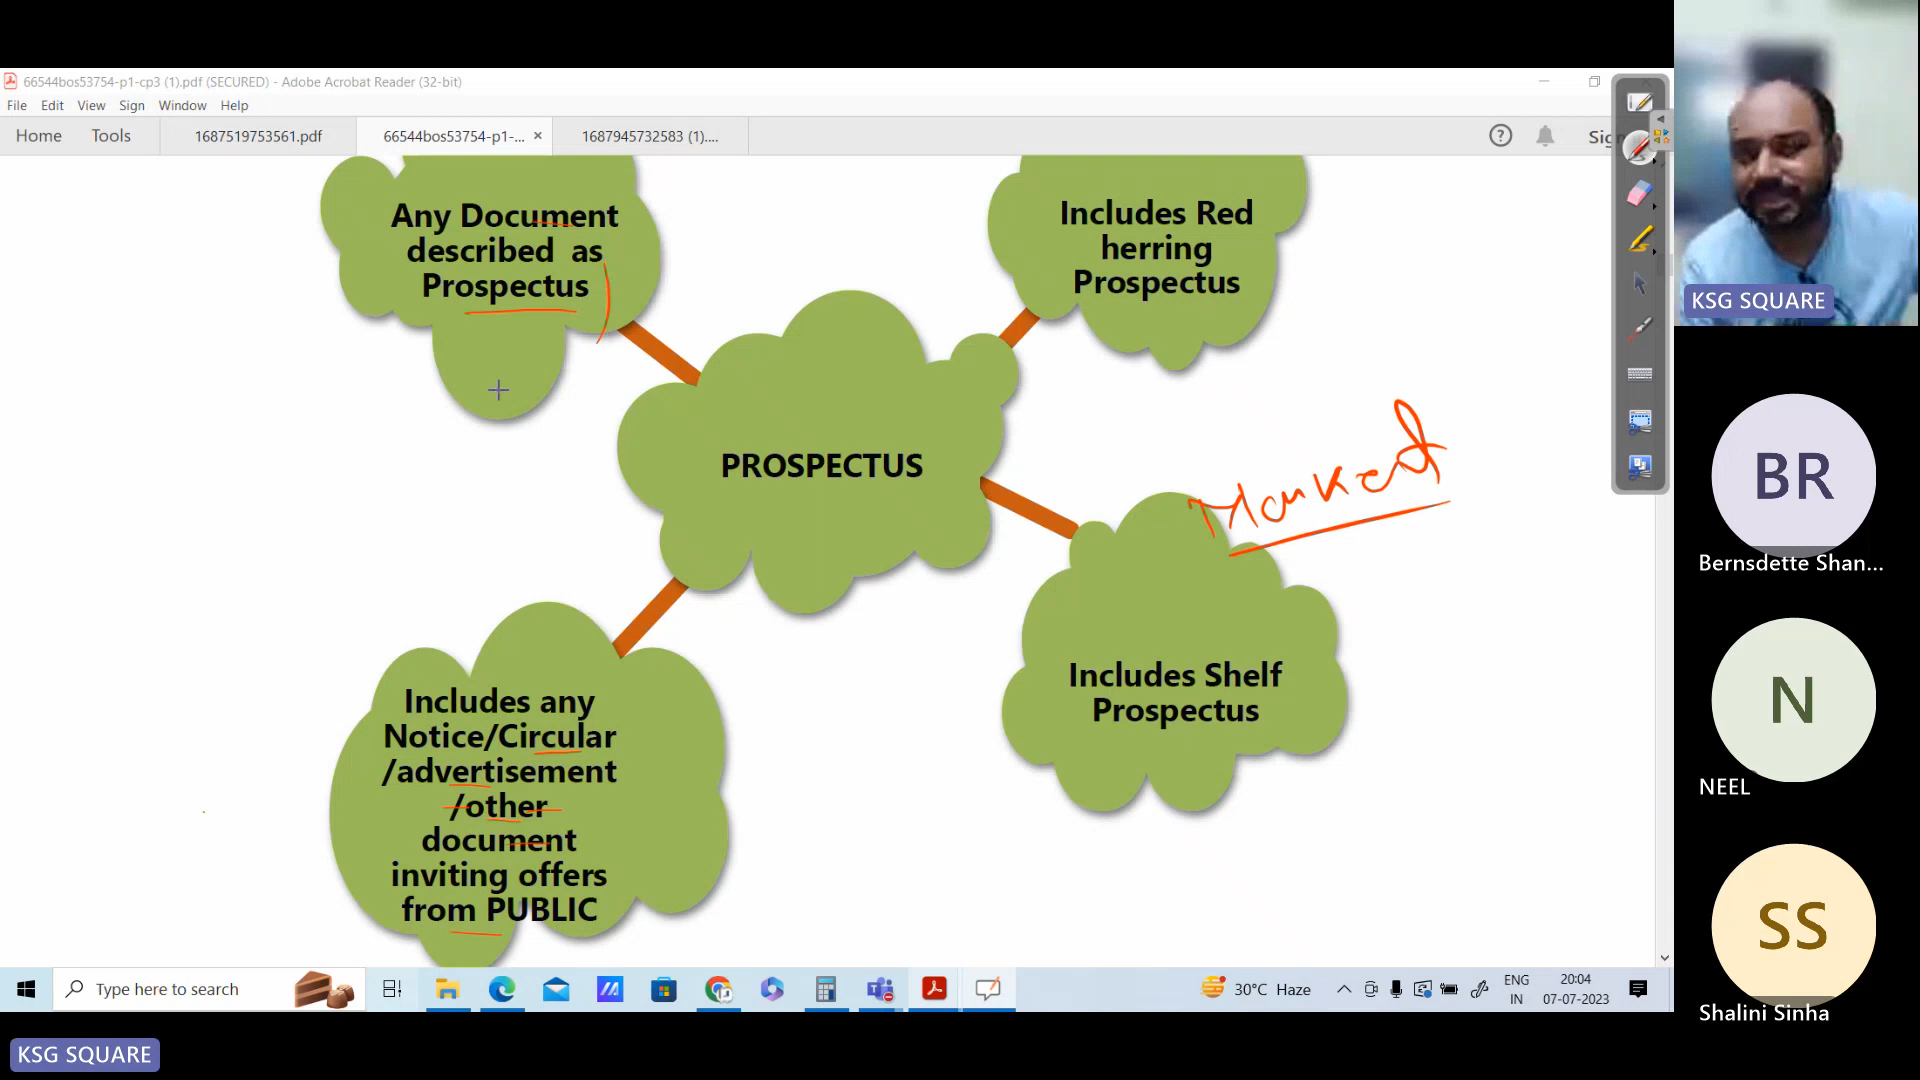 66544bos53754-p1-cp3 (1).pdf (SECURED) - Adobe Acrobat Reader (32-bit)
File Edit View Sign Window Help
Home Tools 1687519753561.pdf 66544bos53754-p1-... × 1687945732583 (1)....
Any Document
described as
Prospectus
Includes Red
herring
Prospectus
KSG SQUARE
PROSPECTUS
Market
BR
Bernsdette Shan...
Includes Shelf
Prospectus
Includes any
Notice/Circular
/advertisement
/other
document
inviting offers
from PUBLIC
N
NEEL
SS
Shalini Sinha
Type here to search
30°C Haze
ENG
IN
20:04
07-07-2023
KSG SQUARE